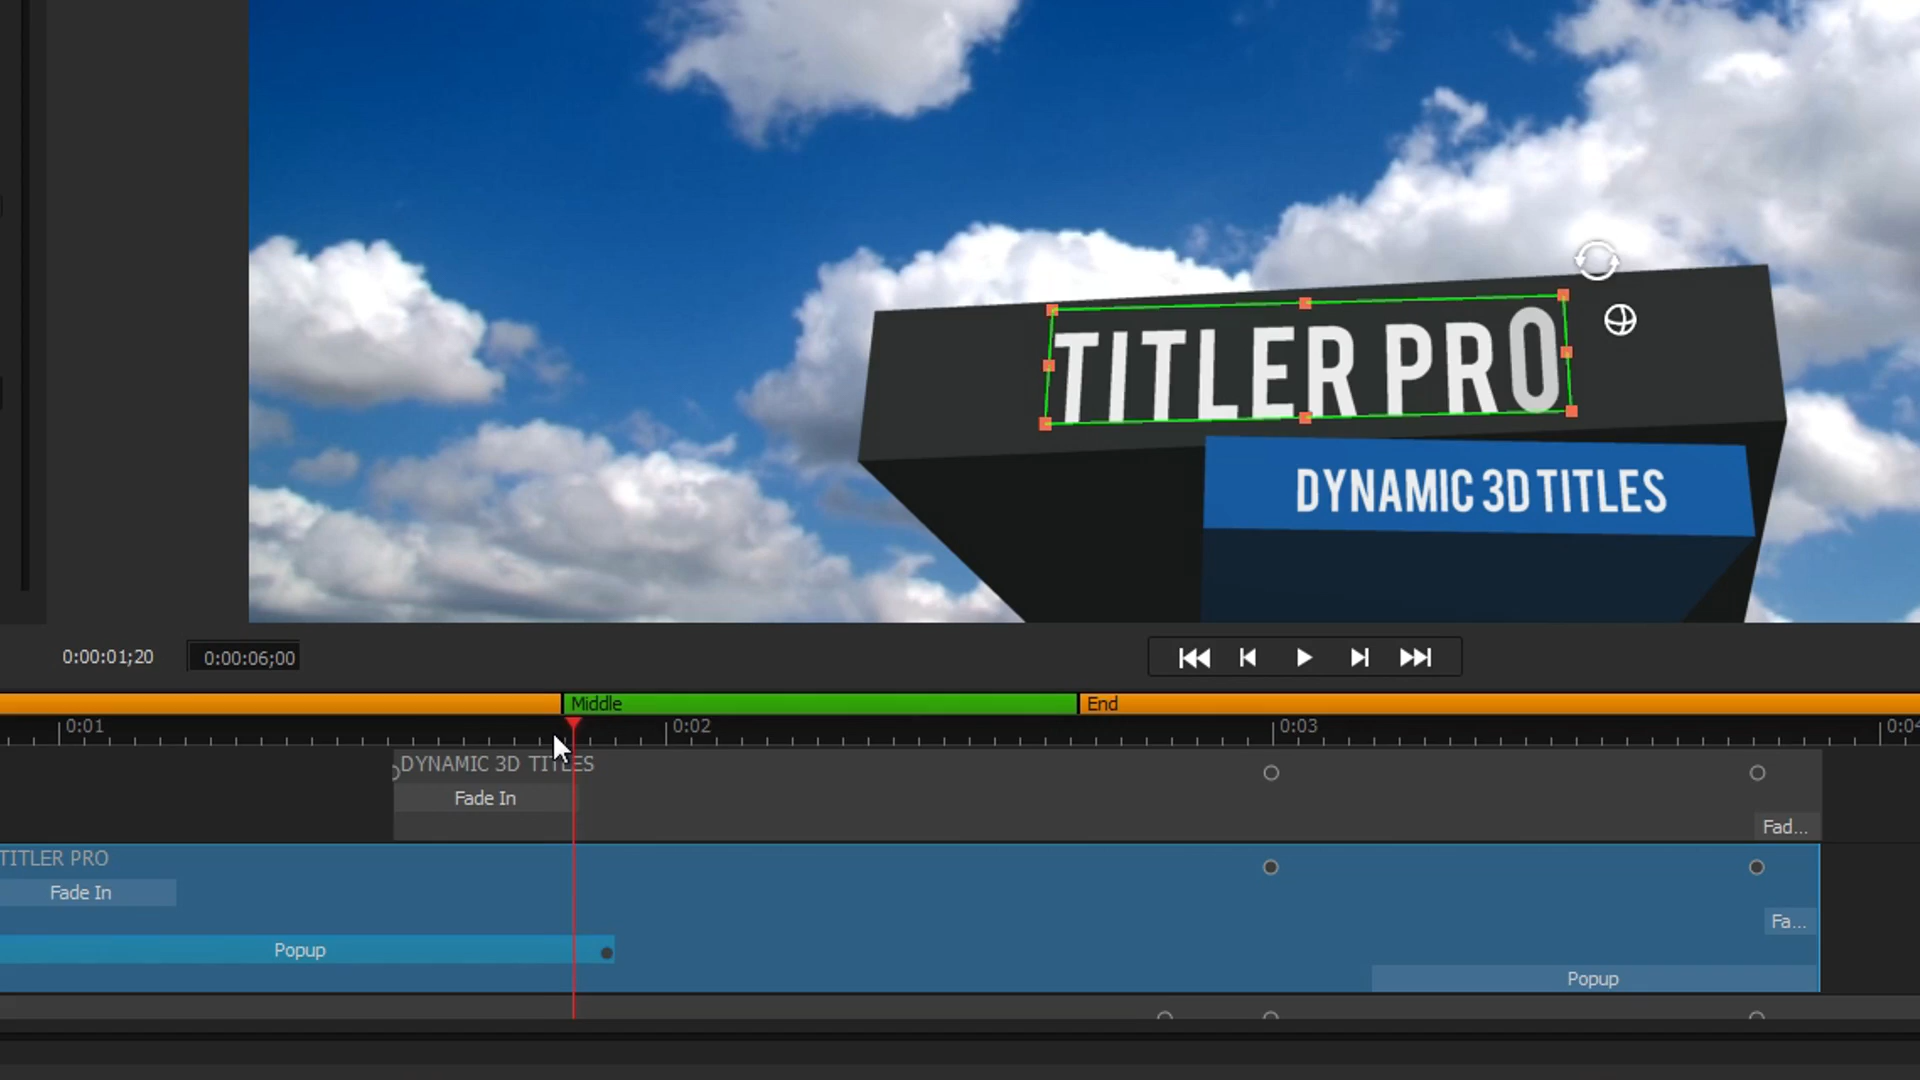 TITLER PRO
DYNAMIC 3D TITLES
0:00:01;20
0:00:06;00
Middle
End
0:01
0:02
0:03
0:04
DYNAMIC 3D TITLES
Fade In
Fad...
TITLER PRO
Fade In
Fa...
Popup
Popup